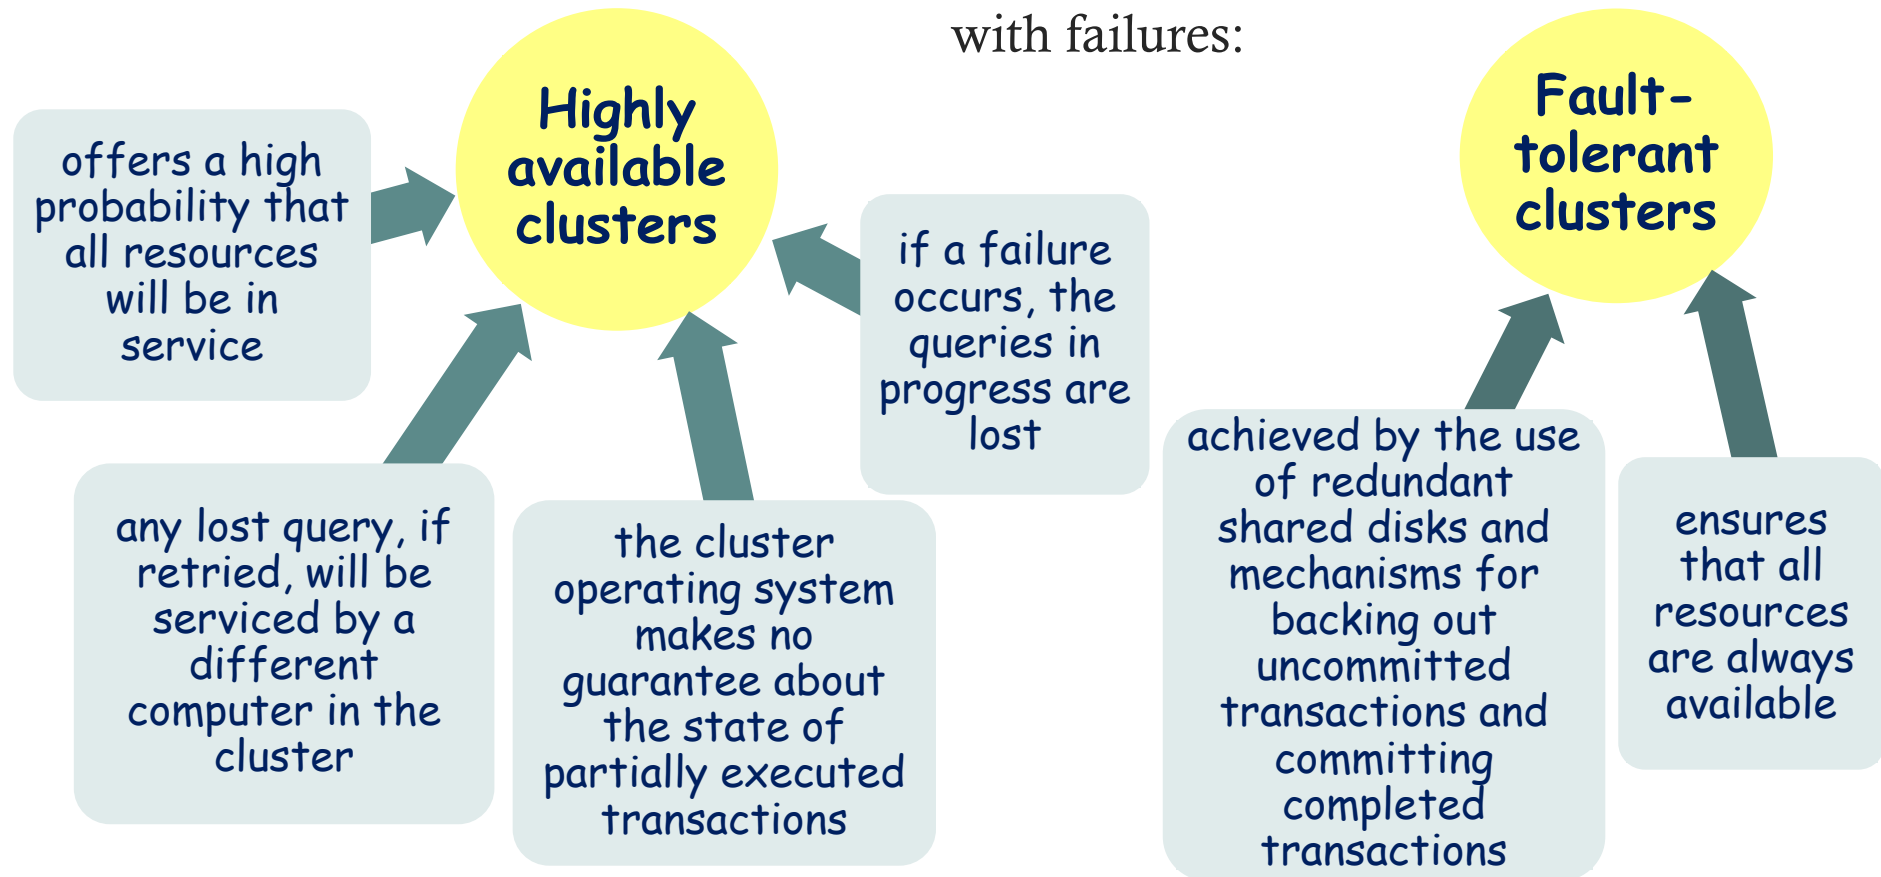 with failures:
Highly
available
clusters
offers a high
probability that
all resources
will be in
service
any lost query, if
retried, will be
serviced by a
different
computer in the
cluster
the cluster
operating system
makes no
guarantee about
the state of
partially executed
transactions
if a failure
occurs, the
queries in
progress are
lost
Fault-
tolerant
clusters
achieved by the use
of redundant
shared disks and
mechanisms for
backing out
uncommitted
transactions and
committing
completed
transactions
ensures
that all
resources
are always
available